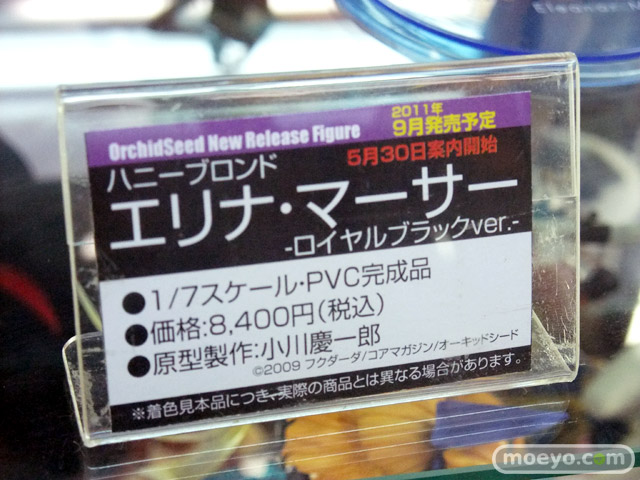 Eleanor M
OrchidSeed New Release Figure
2011年
9月発売予定
5月30日案内開始
ハニーブロンド
エリナ・マーサー
-ロイヤルブラックver.-
●1/7スケール・PVC完成品
●価格:8,400円(税込)
●原型製作:小川慶一郎
©2009 フクダーダ/コアマガジン/オーキッドシード
※着色見本品につき、実際の商品とは異なる場合があります。
moeyo.com